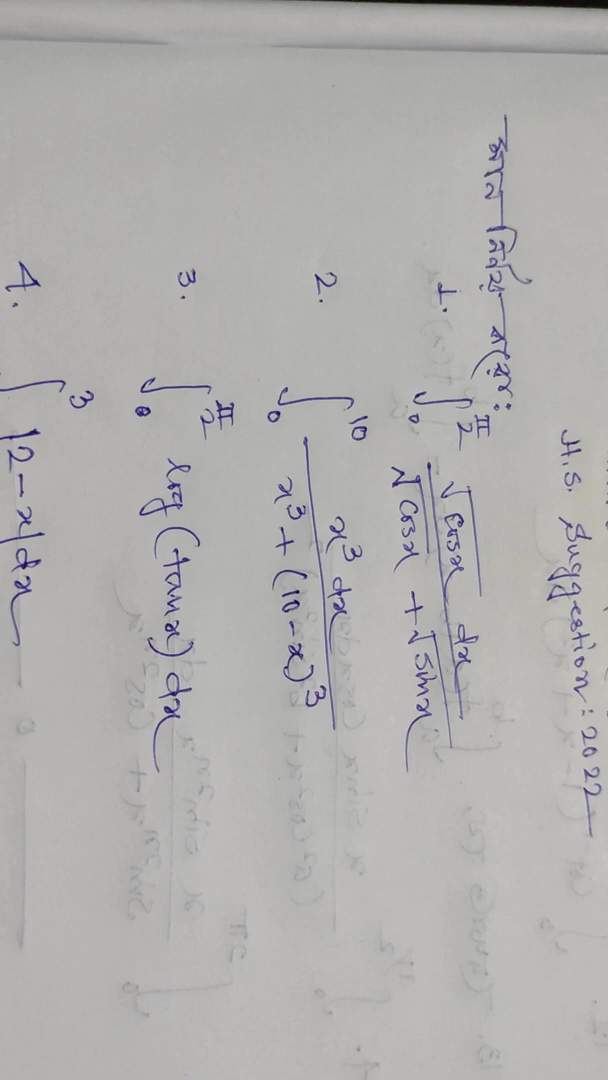 H.S. Suggestion: 2022
মান নির্ণয় করো:
1. ∫₀^{π/2} √cosx dx / (√cosx + √sinx)
2. ∫₀^{10} x³ dx / (x³ + (10-x)³)
3. ∫₀^{π/2} log(tanx) dx
4. ∫ ³ |2-x|dx